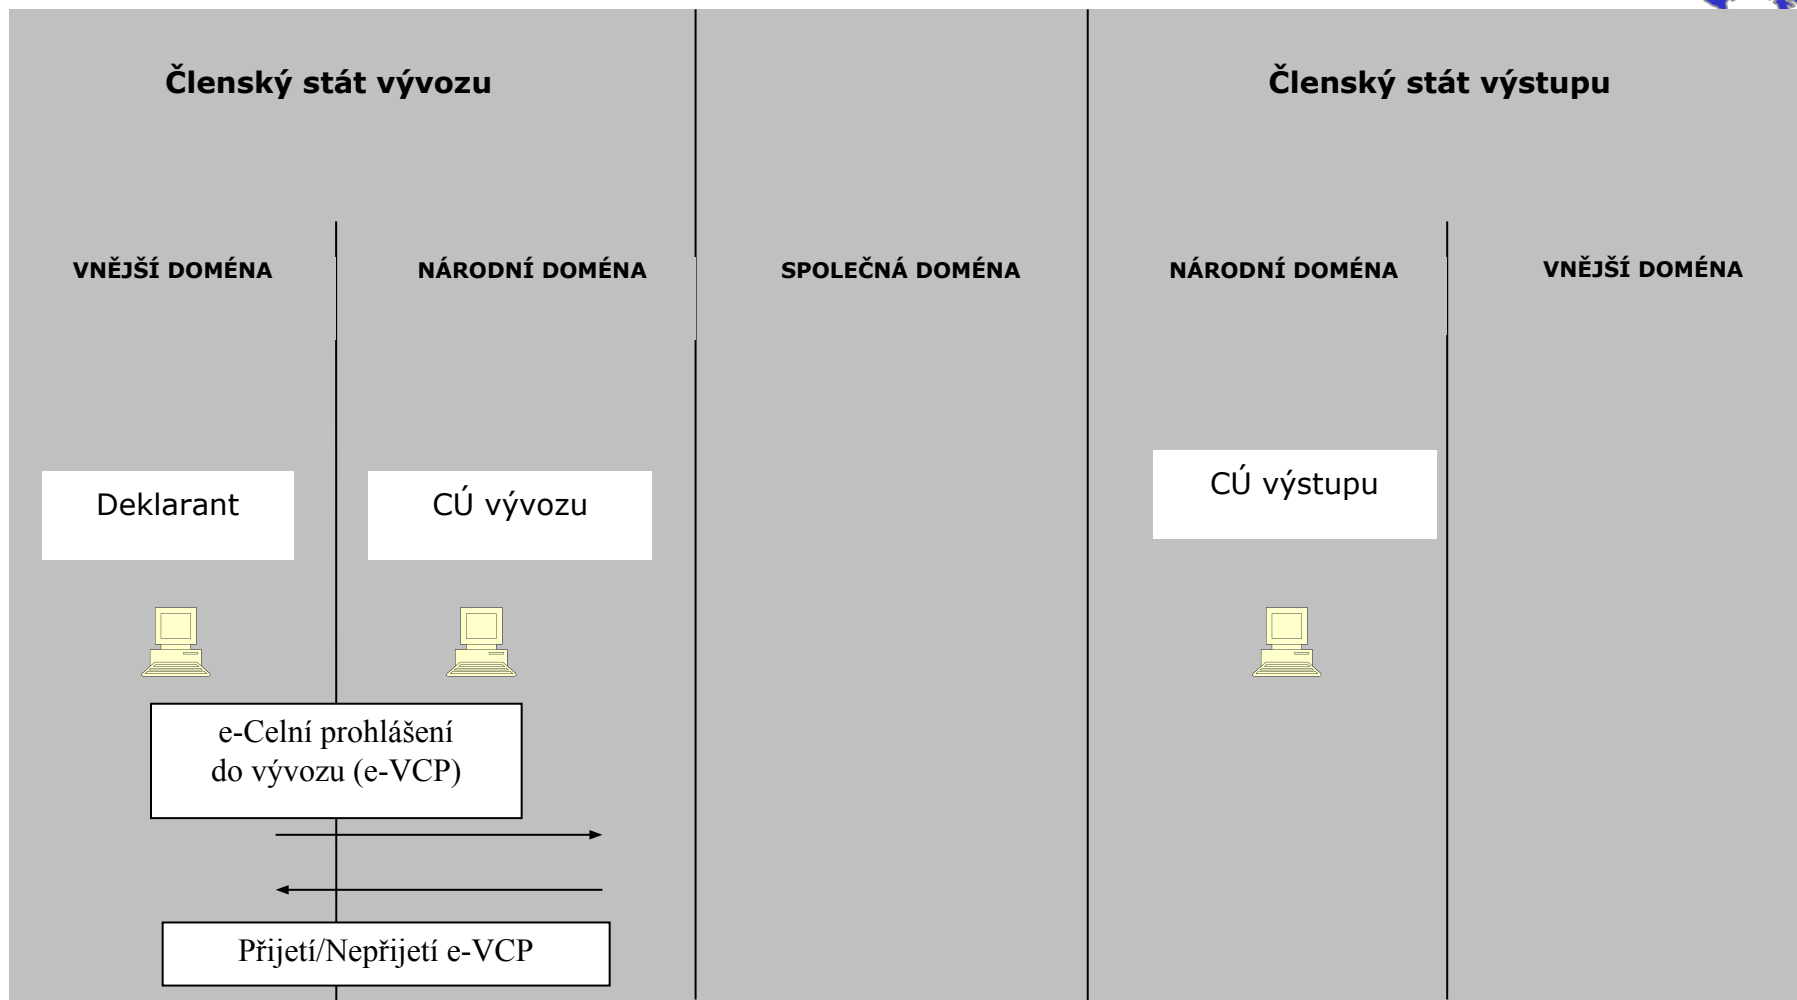 Členský stát vývozu
Členský stát výstupu
VNĚJŠÍ DOMÉNA
NÁRODNÍ DOMÉNA
SPOLEČNÁ DOMÉNA
NÁRODNÍ DOMÉNA
VNĚJŠÍ DOMÉNA
Deklarant
CÚ vývozu
CÚ výstupu
e-Celní prohlášení
do vývozu (e-VCP)
Přijetí/Nepřijetí e-VCP